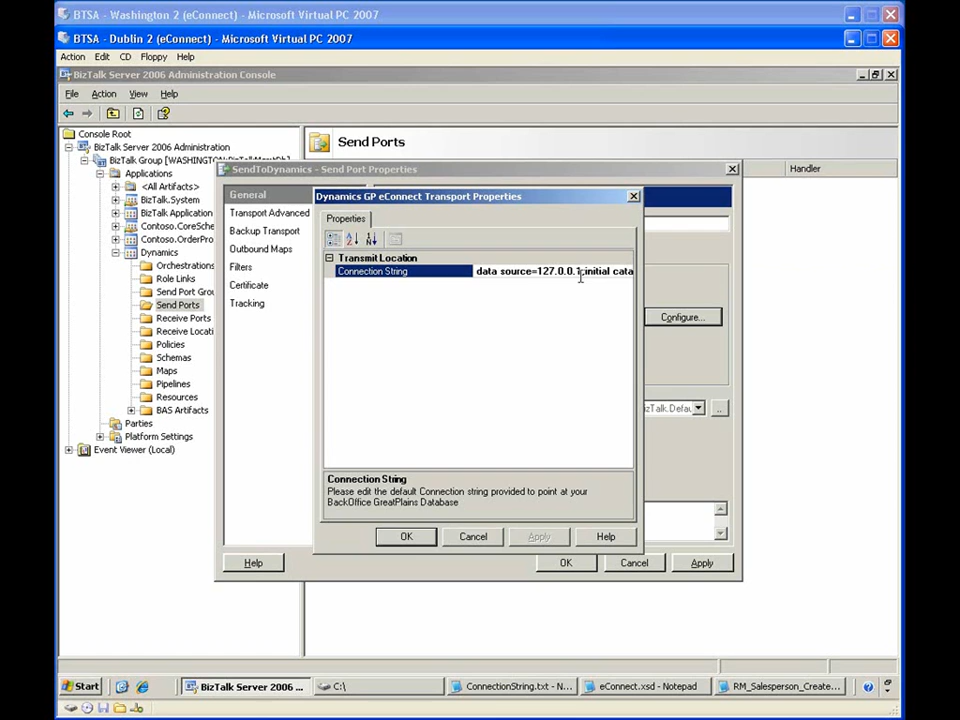 BTSA - Washington 2 (eConnect) - Microsoft Virtual PC 2007
BTSA - Dublin 2 (eConnect) - Microsoft Virtual PC 2007
Action Edit CD Floppy Help
BizTalk Server 2006 Administration Console
File Action View Help
Console Root
BizTalk Server 2006 Administration
BizTalk Group [WASHINGTON:BizTalkMgmtDb]
Applications
<All Artifacts>
BizTalk.System
BizTalk Application
Contoso.CoreSche
Contoso.OrderPro
Dynamics
Orchestrations
Role Links
Send Port Grou
Send Ports
Receive Ports
Receive Locati
Policies
Schemas
Maps
Pipelines
Resources
BAS Artifacts
Parties
Platform Settings
Event Viewer (Local)
Send Ports
Handler
SendToDynamics - Send Port Properties
General
Transport Advanced
Backup Transport
Outbound Maps
Filters
Certificate
Tracking
Configure...
izTalk.Defau
..
Help
OK Cancel Apply
Dynamics GP eConnect Transport Properties
Properties
Transmit Location
Connection String data source=127.0.0.1;initial cata
Connection String
Please edit the default Connection string provided to point at your
BackOffice GreatPlains Database
OK Cancel Apply Help
Start BizTalk Server 2006 ... C:\ ConnectionString.txt - N... eConnect.xsd - Notepad RM_Salesperson_Create...